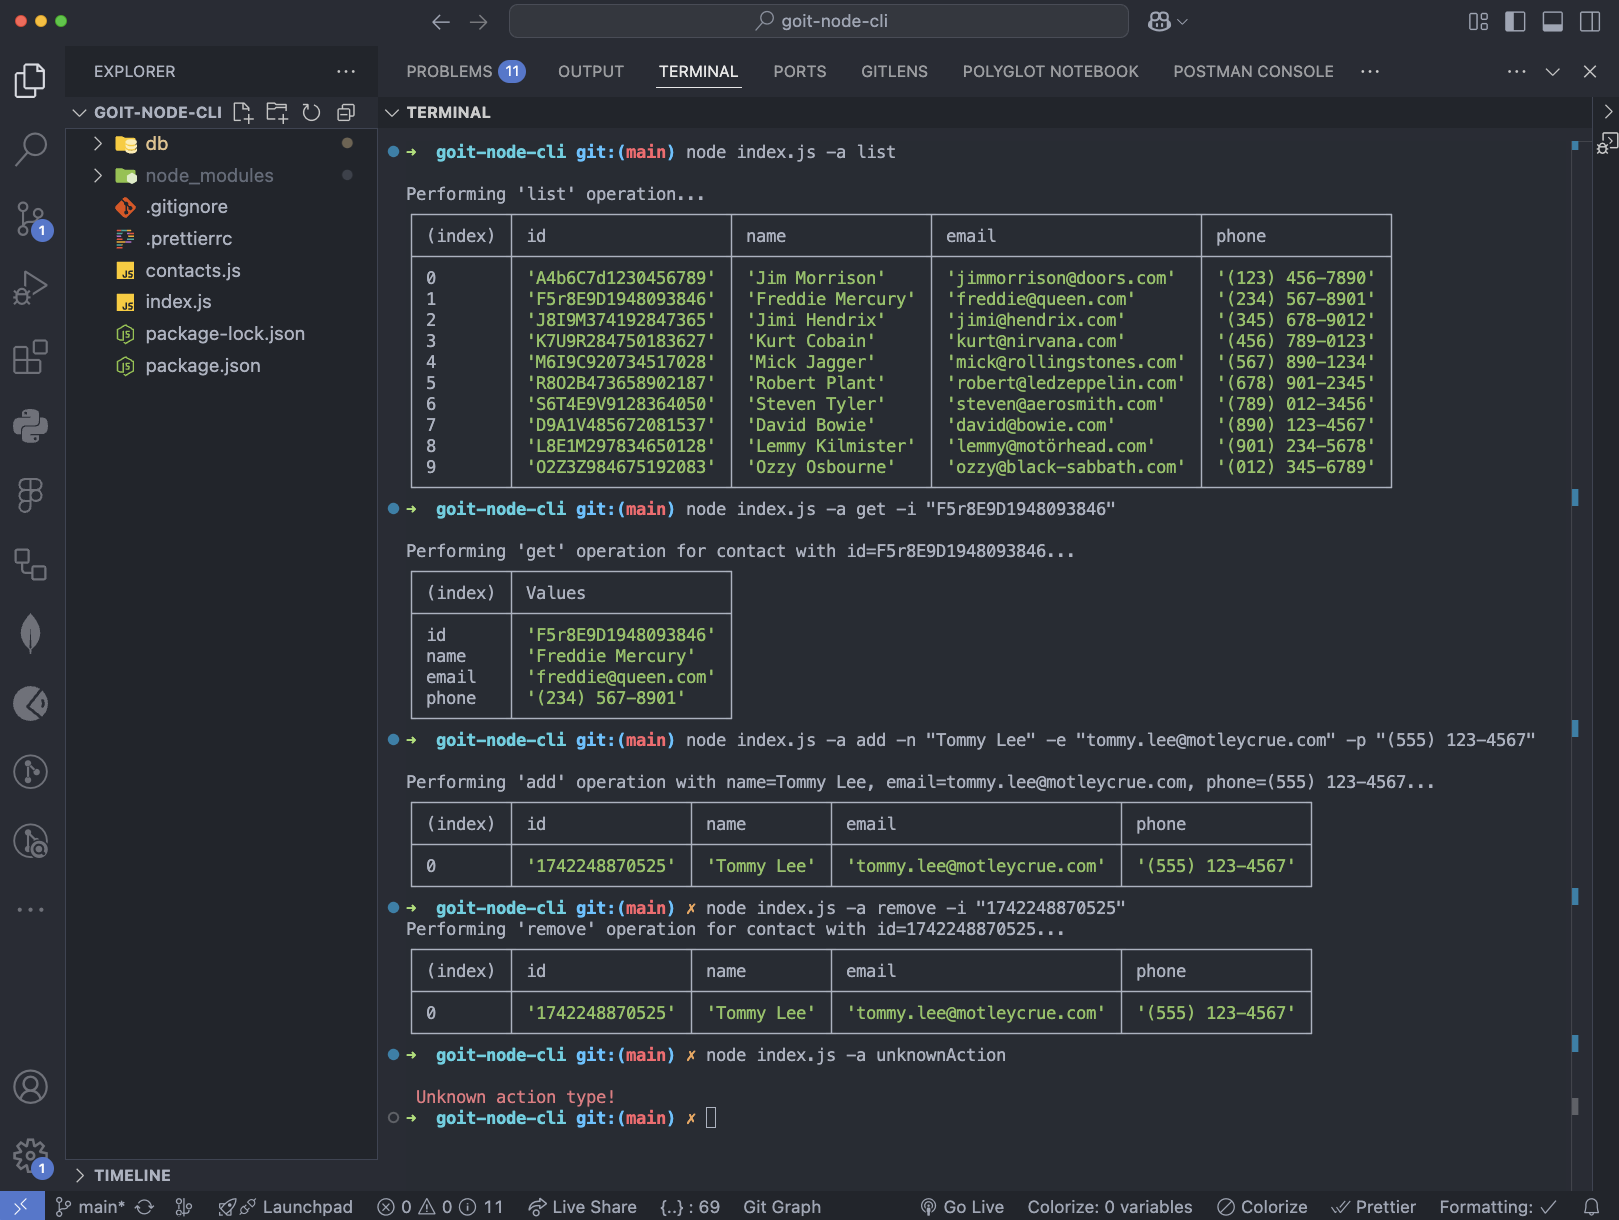 goit-node-cli
EXPLORER
GOIT-NODE-CLI
db
node_modules
.gitignore
.prettierrc
contacts.js
index.js
package-lock.json
package.json
TIMELINE
PROBLEMS 11 OUTPUT TERMINAL PORTS GITLENS POLYGLOT NOTEBOOK POSTMAN CONSOLE
TERMINAL
➜ goit-node-cli git:(main) node index.js -a list
Performing 'list' operation...
(index) id name email phone
0 'A4b6C7d1230456789' 'Jim Morrison' 'jimmorrison@doors.com' '(123) 456-7890'
1 'F5r8E9D1948093846' 'Freddie Mercury' 'freddie@queen.com' '(234) 567-8901'
2 'J8I9M374192847365' 'Jimi Hendrix' 'jimi@hendrix.com' '(345) 678-9012'
3 'K7U9R284750183627' 'Kurt Cobain' 'kurt@nirvana.com' '(456) 789-0123'
4 'M6I9C920734517028' 'Mick Jagger' 'mick@rollingstones.com' '(567) 890-1234'
5 'R8O2B473658902187' 'Robert Plant' 'robert@ledzeppelin.com' '(678) 901-2345'
6 'S6T4E9V9128364050' 'Steven Tyler' 'steven@aerosmith.com' '(789) 012-3456'
7 'D9A1V485672081537' 'David Bowie' 'david@bowie.com' '(890) 123-4567'
8 'L8E1M297834650128' 'Lemmy Kilmister' 'lemmy@motörhead.com' '(901) 234-5678'
9 'O2Z3Z984675192083' 'Ozzy Osbourne' 'ozzy@black-sabbath.com' '(012) 345-6789'
➜ goit-node-cli git:(main) node index.js -a get -i "F5r8E9D1948093846"
Performing 'get' operation for contact with id=F5r8E9D1948093846...
(index) Values
id 'F5r8E9D1948093846'
name 'Freddie Mercury'
email 'freddie@queen.com'
phone '(234) 567-8901'
➜ goit-node-cli git:(main) node index.js -a add -n "Tommy Lee" -e "tommy.lee@motleycrue.com" -p "(555) 123-4567"
Performing 'add' operation with name=Tommy Lee, email=tommy.lee@motleycrue.com, phone=(555) 123-4567...
(index) id name email phone
0 '1742248870525' 'Tommy Lee' 'tommy.lee@motleycrue.com' '(555) 123-4567'
➜ goit-node-cli git:(main) ✗ node index.js -a remove -i "1742248870525"
Performing 'remove' operation for contact with id=1742248870525...
(index) id name email phone
0 '1742248870525' 'Tommy Lee' 'tommy.lee@motleycrue.com' '(555) 123-4567'
➜ goit-node-cli git:(main) ✗ node index.js -a unknownAction
Unknown action type!
➜ goit-node-cli git:(main) ✗
1
1
main* Launchpad 0 0 11 Live Share {..} : 69 Git Graph Go Live Colorize: 0 variables Colorize Prettier Formatting: ✓